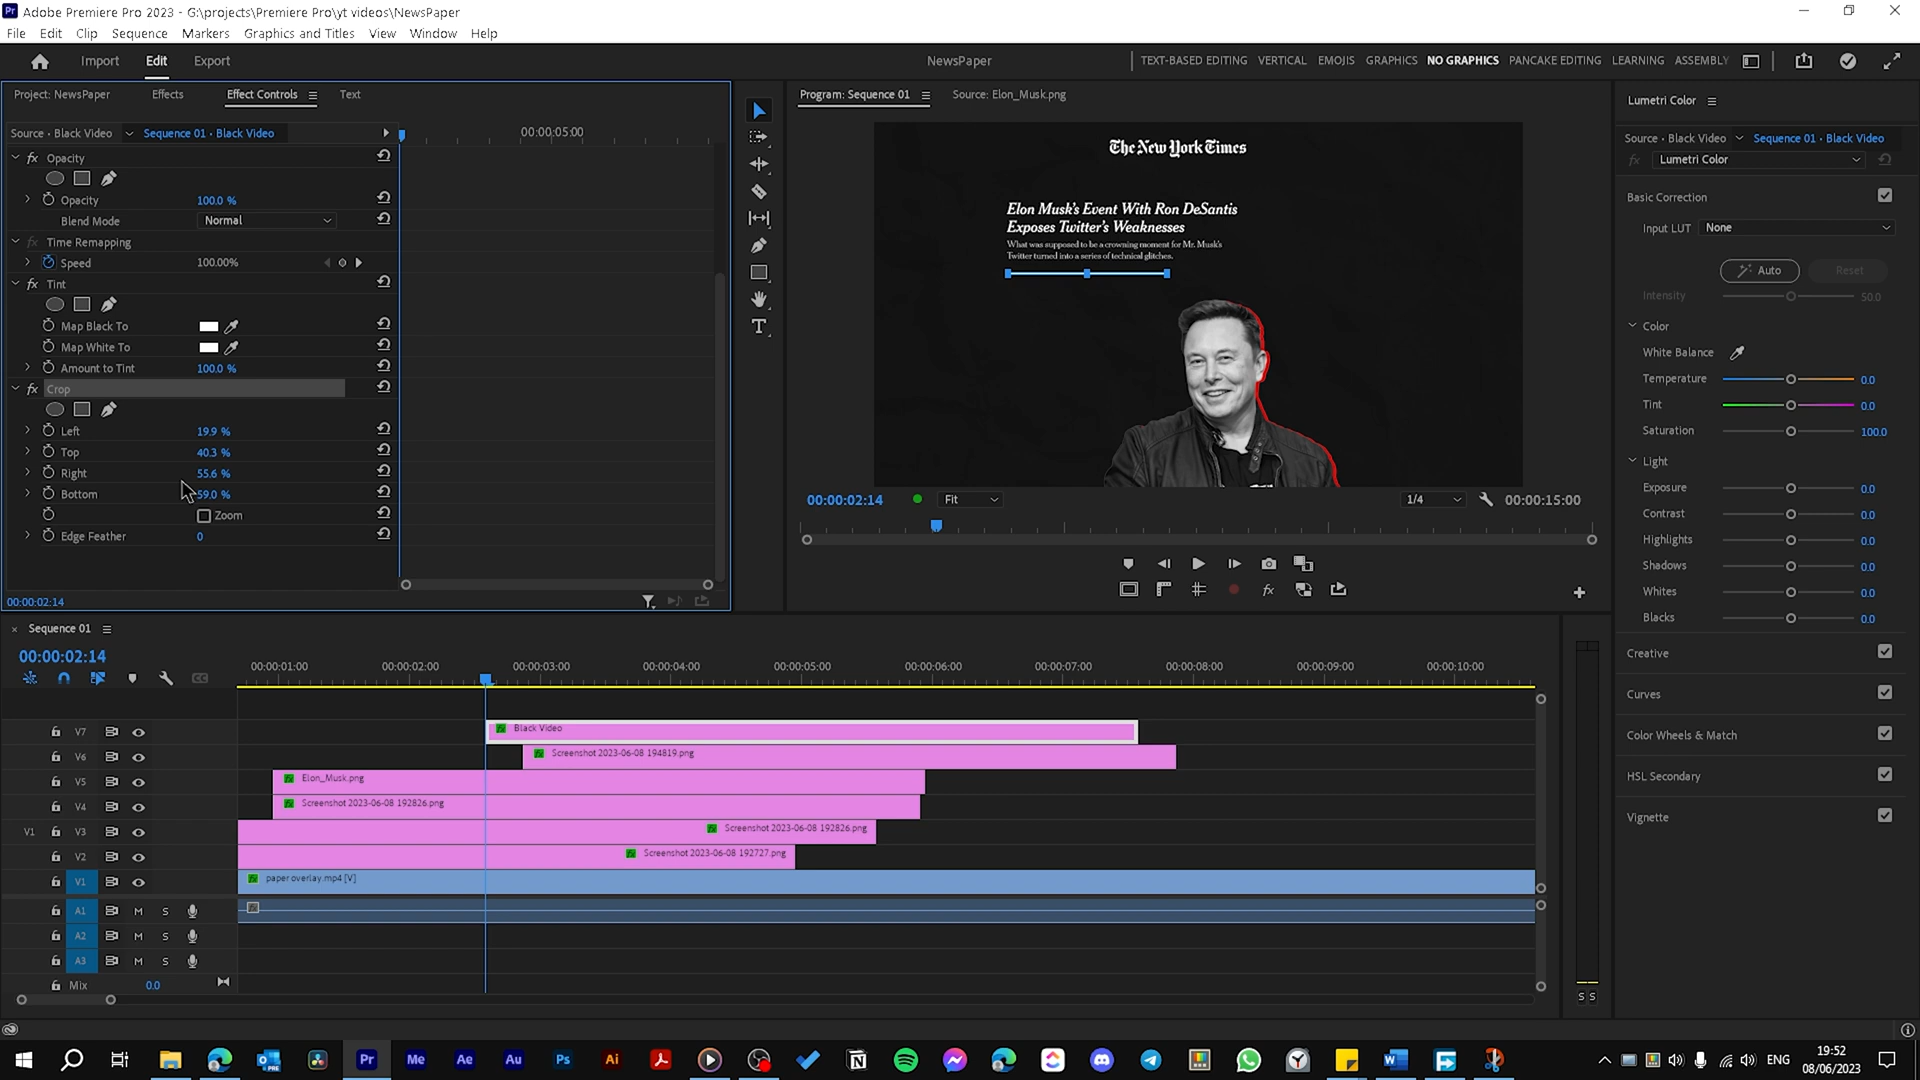 Adobe Premiere Pro 2023 - G:\projects\Premiere Pro\yt videos\NewsPaper
File Edit Clip Sequence Markers Graphics and Titles View Window Help
Import Edit Export
NewsPaper
TEXT-BASED EDITING VERTICAL EMOJIS GRAPHICS NO GRAPHICS PANCAKE EDITING LEARNING ASSEMBLY
Project: NewsPaper Effects Effect Controls Text
Source · Black Video Sequence 01 · Black Video
00:00:05:00
fx Opacity
Opacity 100.0 %
Blend Mode Normal
fx Time Remapping
Speed 100.00%
fx Tint
Map Black To
Map White To
Amount to Tint 100.0 %
fx Crop
Left 19.9 %
Top 40.3 %
Right 55.6 %
Bottom 59.0 %
Zoom
Edge Feather 0
00:00:02:14
Program: Sequence 01 Source: Elon_Musk.png
The New York Times
Elon Musk's Event With Ron DeSantis
Exposes Twitter's Weaknesses
What was supposed to be a crowning moment for Mr. Musk's
Twitter turned into a series of technical glitches.
00:00:02:14 Fit 1/4 00:00:15:00
Lumetri Color
Source · Black Video Sequence 01 · Black Video
fx Lumetri Color
Basic Correction
Input LUT None
Auto Reset
Intensity 50.0
Color
White Balance
Temperature 0.0
Tint 0.0
Saturation 100.0
Light
Exposure 0.0
Contrast 0.0
Highlights 0.0
Shadows 0.0
Whites 0.0
Blacks 0.0
Creative
Curves
Color Wheels & Match
HSL Secondary
Vignette
× Sequence 01
00:00:02:14
00:00:01:00 00:00:02:00 00:00:03:00 00:00:04:00 00:00:05:00 00:00:06:00 00:00:07:00 00:00:08:00 00:00:09:00 00:00:10:00
V7 Black Video
V6 Screenshot 2023-06-08 194819.png
V5 Elon_Musk.png
V4 Screenshot 2023-06-08 192826.png
V1 V3 Screenshot 2023-06-08 192826.png
V2 Screenshot 2023-06-08 192727.png
V1 paper overlay.mp4 [V]
A1 M S
A2 M S
A3 M S
Mix 0.0
S S
Pr Me Ae Au Ps Ai
ENG
19:52
08/06/2023